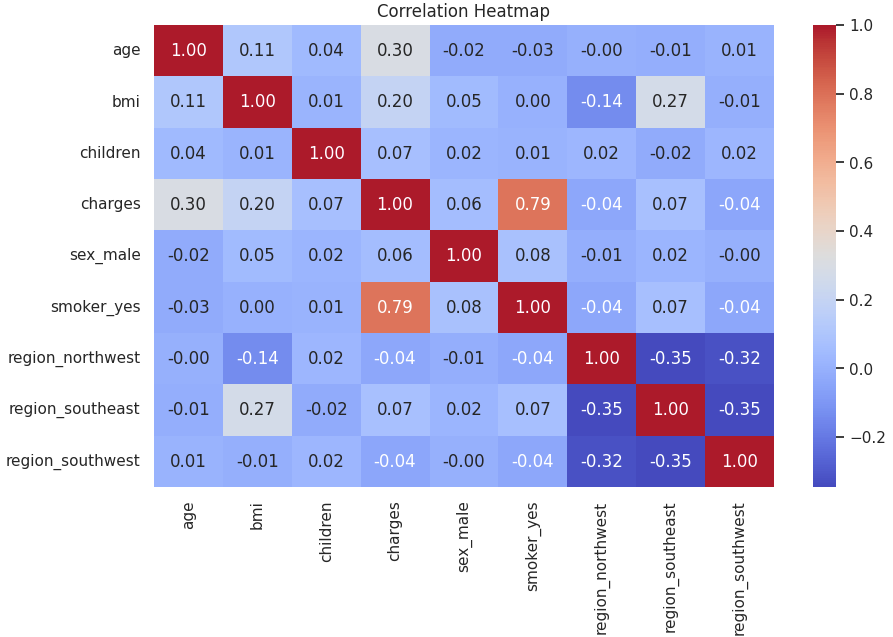 Correlation Heatmap
age 1.00 0.11 0.04 0.30 -0.02 -0.03 -0.00 -0.01 0.01
bmi 0.11 1.00 0.01 0.20 0.05 0.00 -0.14 0.27 -0.01
children 0.04 0.01 1.00 0.07 0.02 0.01 0.02 -0.02 0.02
charges 0.30 0.20 0.07 1.00 0.06 0.79 -0.04 0.07 -0.04
sex_male -0.02 0.05 0.02 0.06 1.00 0.08 -0.01 0.02 -0.00
smoker_yes -0.03 0.00 0.01 0.79 0.08 1.00 -0.04 0.07 -0.04
region_northwest -0.00 -0.14 0.02 -0.04 -0.01 -0.04 1.00 -0.35 -0.32
region_southeast -0.01 0.27 -0.02 0.07 0.02 0.07 -0.35 1.00 -0.35
region_southwest 0.01 -0.01 0.02 -0.04 -0.00 -0.04 -0.32 -0.35 1.00
age
bmi
children
charges
sex_male
smoker_yes
region_northwest
region_southeast
region_southwest
1.0
0.8
0.6
0.4
0.2
0.0
−0.2